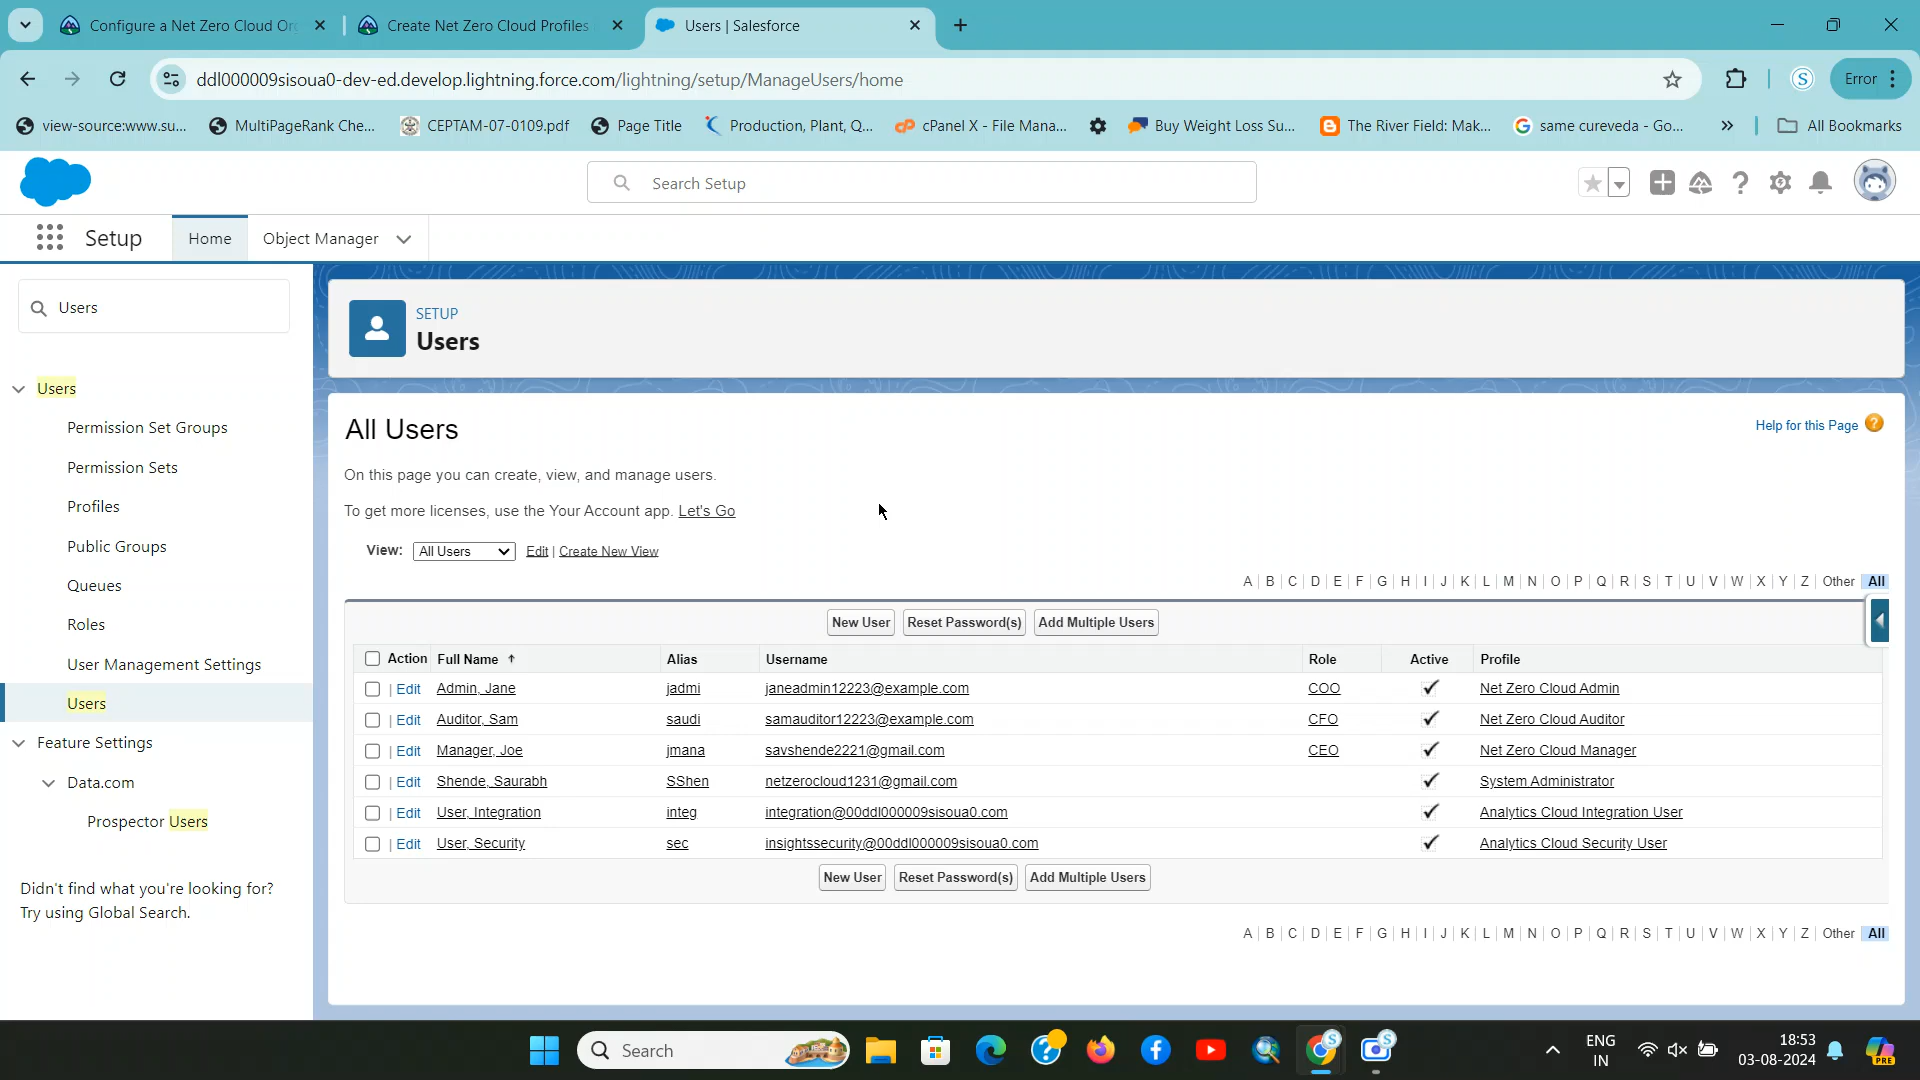 Configure a Net Zero Cloud Or
Create Net Zero Cloud Profiles
Users | Salesforce
ddl000009sisoua0-dev-ed.develop.lightning.force.com/lightning/setup/ManageUsers/home
S
Error
view-source:www.su...
MultiPageRank Che...
CEPTAM-07-0109.pdf
Page Title
Production, Plant, Q...
cPanel X - File Mana...
Buy Weight Loss Su...
The River Field: Mak...
same cureveda - Go...
All Bookmarks
Search Setup
Setup
Home
Object Manager
Users
Users
Permission Set Groups
Permission Sets
Profiles
Public Groups
Queues
Roles
User Management Settings
Users
Feature Settings
Data.com
Prospector Users
Didn't find what you're looking for?
Try using Global Search.
SETUP
Users
All Users
Help for this Page
On this page you can create, view, and manage users.
To get more licenses, use the Your Account app. Let's Go
View: All Users Edit | Create New View
A | B | C | D | E | F | G | H | I | J | K | L | M | N | O | P | Q | R | S | T | U | V | W | X | Y | Z | Other | All
New User Reset Password(s) Add Multiple Users
Action Full Name Alias Username Role Active Profile
| Edit Admin, Jane jadmi janeadmin12223@example.com COO Net Zero Cloud Admin
| Edit Auditor, Sam saudi samauditor12223@example.com CFO Net Zero Cloud Auditor
| Edit Manager, Joe jmana savshende2221@gmail.com CEO Net Zero Cloud Manager
| Edit Shende, Saurabh SShen netzerocloud1231@gmail.com System Administrator
| Edit User, Integration integ integration@00ddl000009sisoua0.com Analytics Cloud Integration User
| Edit User, Security sec insightssecurity@00ddl000009sisoua0.com Analytics Cloud Security User
New User Reset Password(s) Add Multiple Users
A | B | C | D | E | F | G | H | I | J | K | L | M | N | O | P | Q | R | S | T | U | V | W | X | Y | Z | Other | All
Search
ENG
IN
18:53
03-08-2024
PRE